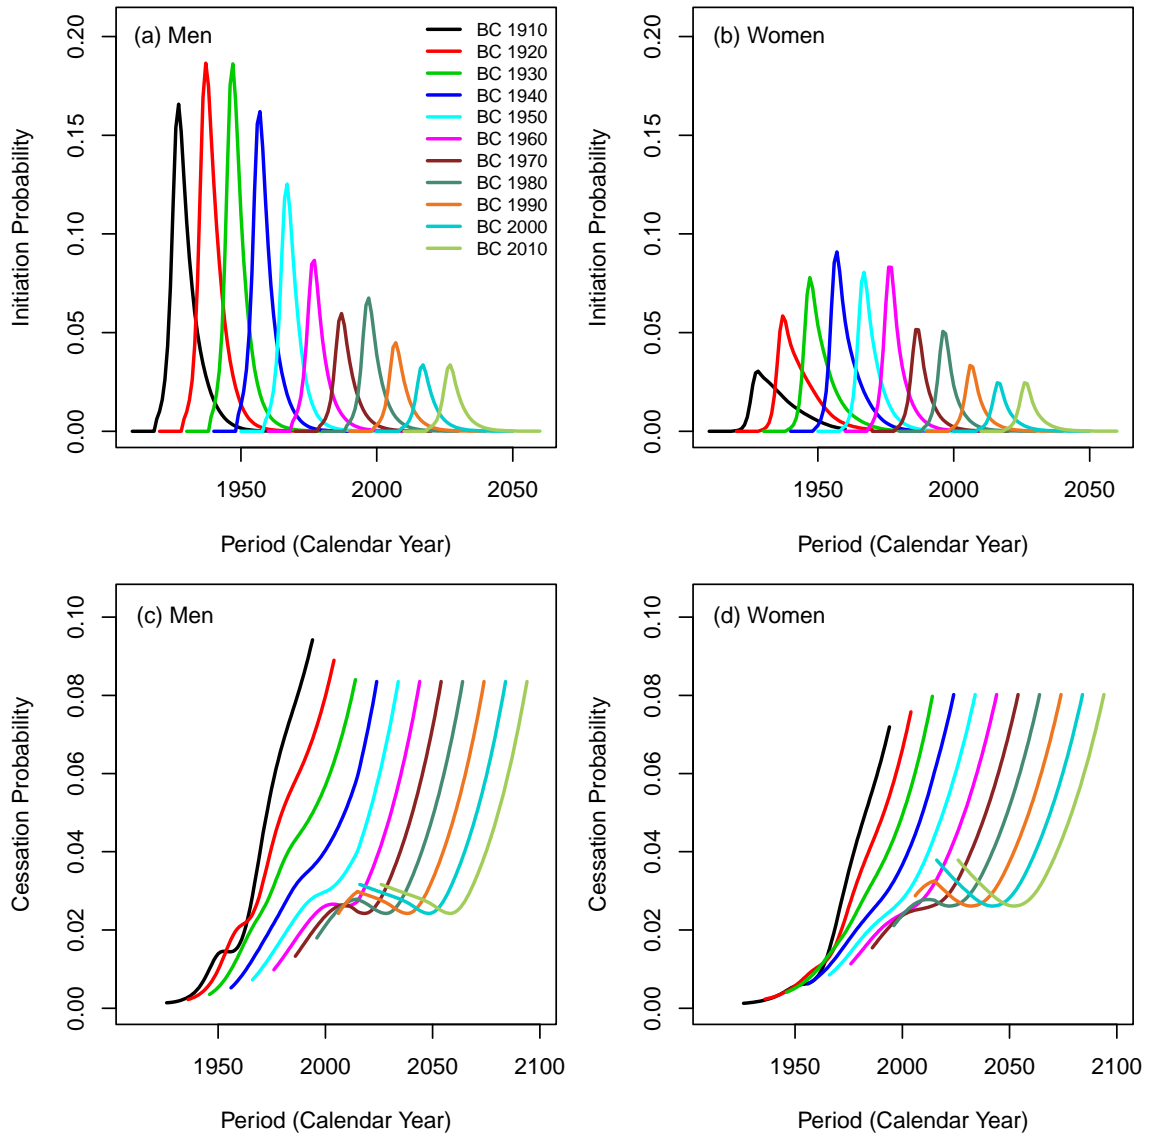 (a) Men
BC 1910
BC 1920
BC 1930
BC 1940
BC 1950
BC 1960
BC 1970
BC 1980
BC 1990
BC 2000
BC 2010
0.20
0.15
0.10
0.05
0.00
Initiation Probability
1950 2000 2050
Period (Calendar Year)
(b) Women
0.20
0.15
0.10
0.05
0.00
Initiation Probability
1950 2000 2050
Period (Calendar Year)
(c) Men
0.10
0.08
0.06
0.04
0.02
0.00
Cessation Probability
1950 2000 2050 2100
Period (Calendar Year)
(d) Women
0.10
0.08
0.06
0.04
0.02
0.00
Cessation Probability
1950 2000 2050 2100
Period (Calendar Year)